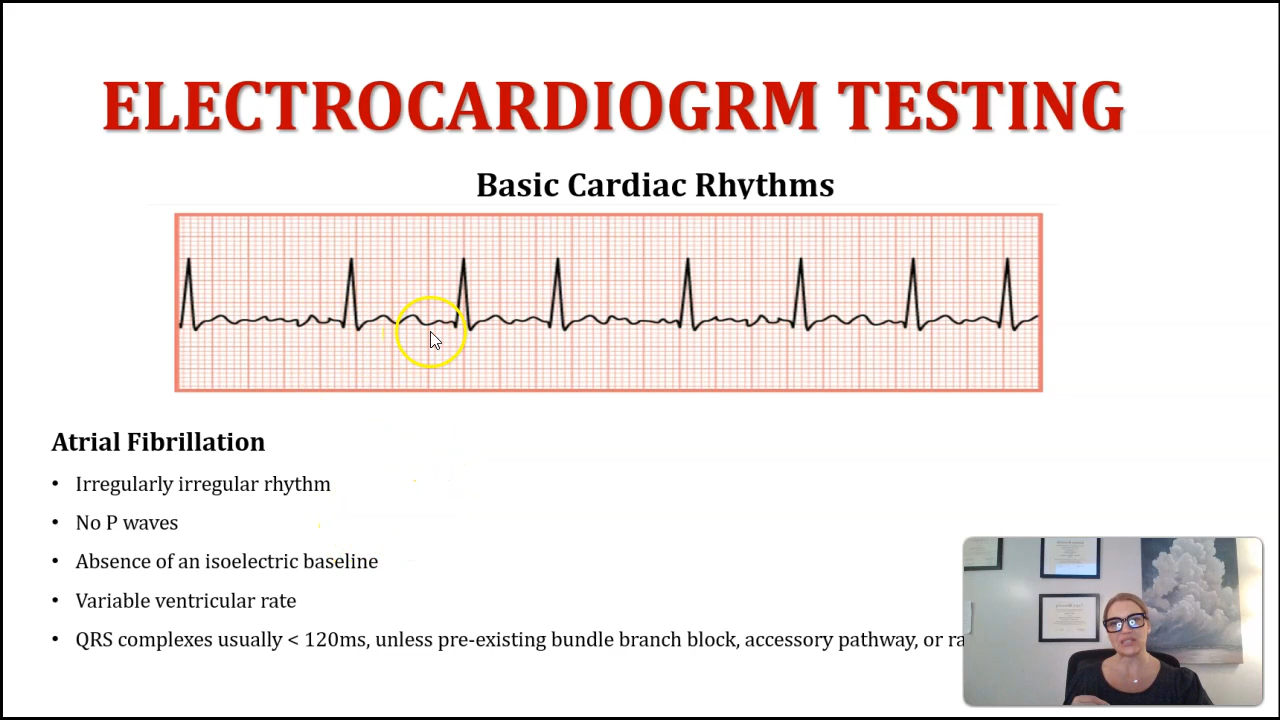 ELECTROCARDIOGRM TESTING
Basic Cardiac Rhythms
Atrial Fibrillation
• Irregularly irregular rhythm
• No P waves
• Absence of an isoelectric baseline
• Variable ventricular rate
• QRS complexes usually < 120ms, unless pre-existing bundle branch block, accessory pathway, or